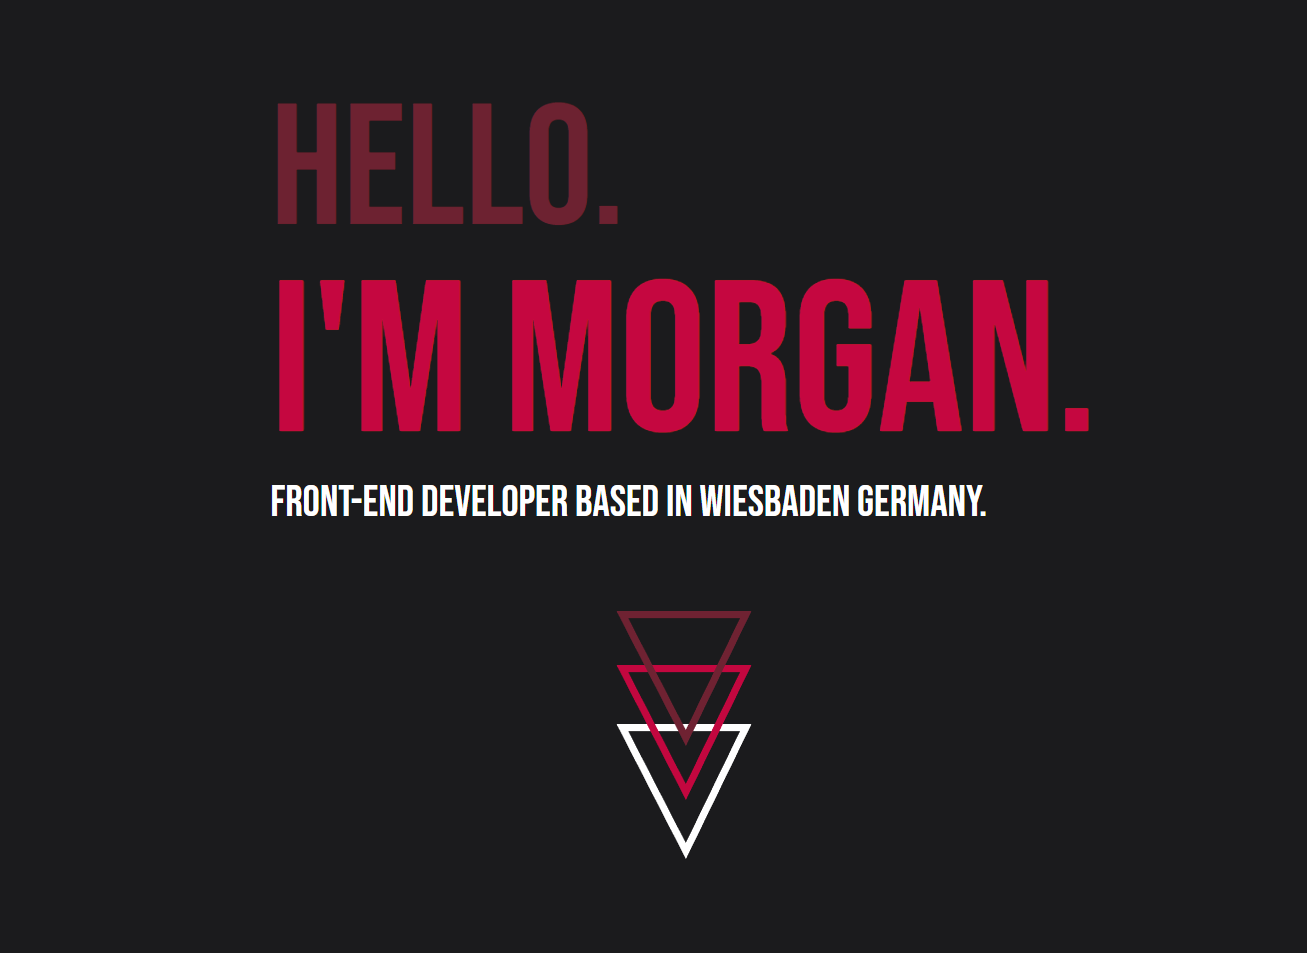 HELLO.
I'M MORGAN.
FRONT-END DEVELOPER BASED IN WIESBADEN GERMANY.